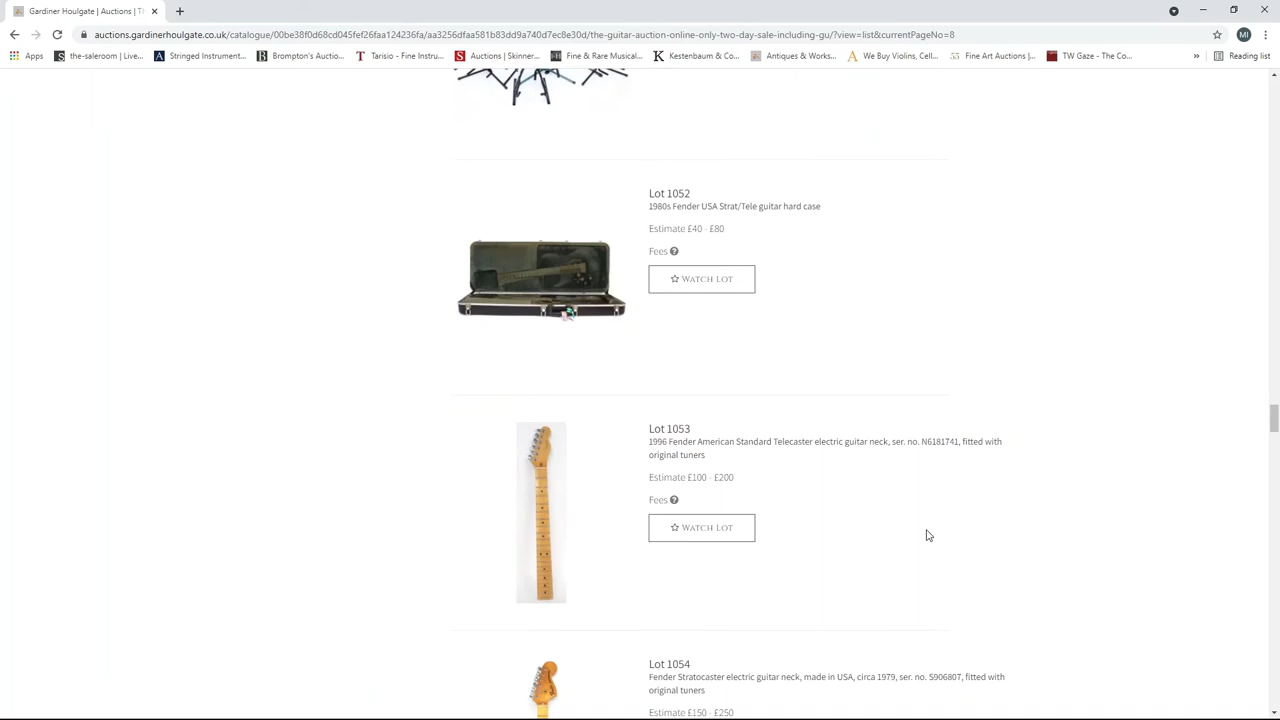 Gardiner Houlgate | Auctions | Th
auctions.gardinerhoulgate.co.uk/catalogue/00be38f0d68cd045fef26faa124236fa/aa3256dfaa581b83dd9a740d7ec8e30d/the-guitar-auction-online-only-two-day-sale-including-gu/?view=list&currentPageNo=8
MI
Apps
the-saleroom | Live...
Stringed Instrument...
Brompton's Auctio...
Tarisio - Fine Instru...
Auctions | Skinner...
Fine & Rare Musical...
Kestenbaum & Co...
Antiques & Works...
We Buy Violins, Cell...
Fine Art Auctions |...
TW Gaze - The Co...
»
Reading list
Lot 1052
1980s Fender USA Strat/Tele guitar hard case
Estimate £40 - £80
Fees
WATCH LOT
Lot 1053
1996 Fender American Standard Telecaster electric guitar neck, ser. no. N6181741, fitted with
original tuners
Estimate £100 - £200
Fees
WATCH LOT
Lot 1054
Fender Stratocaster electric guitar neck, made in USA, circa 1979, ser. no. S906807, fitted with
original tuners
Estimate £150 - £250